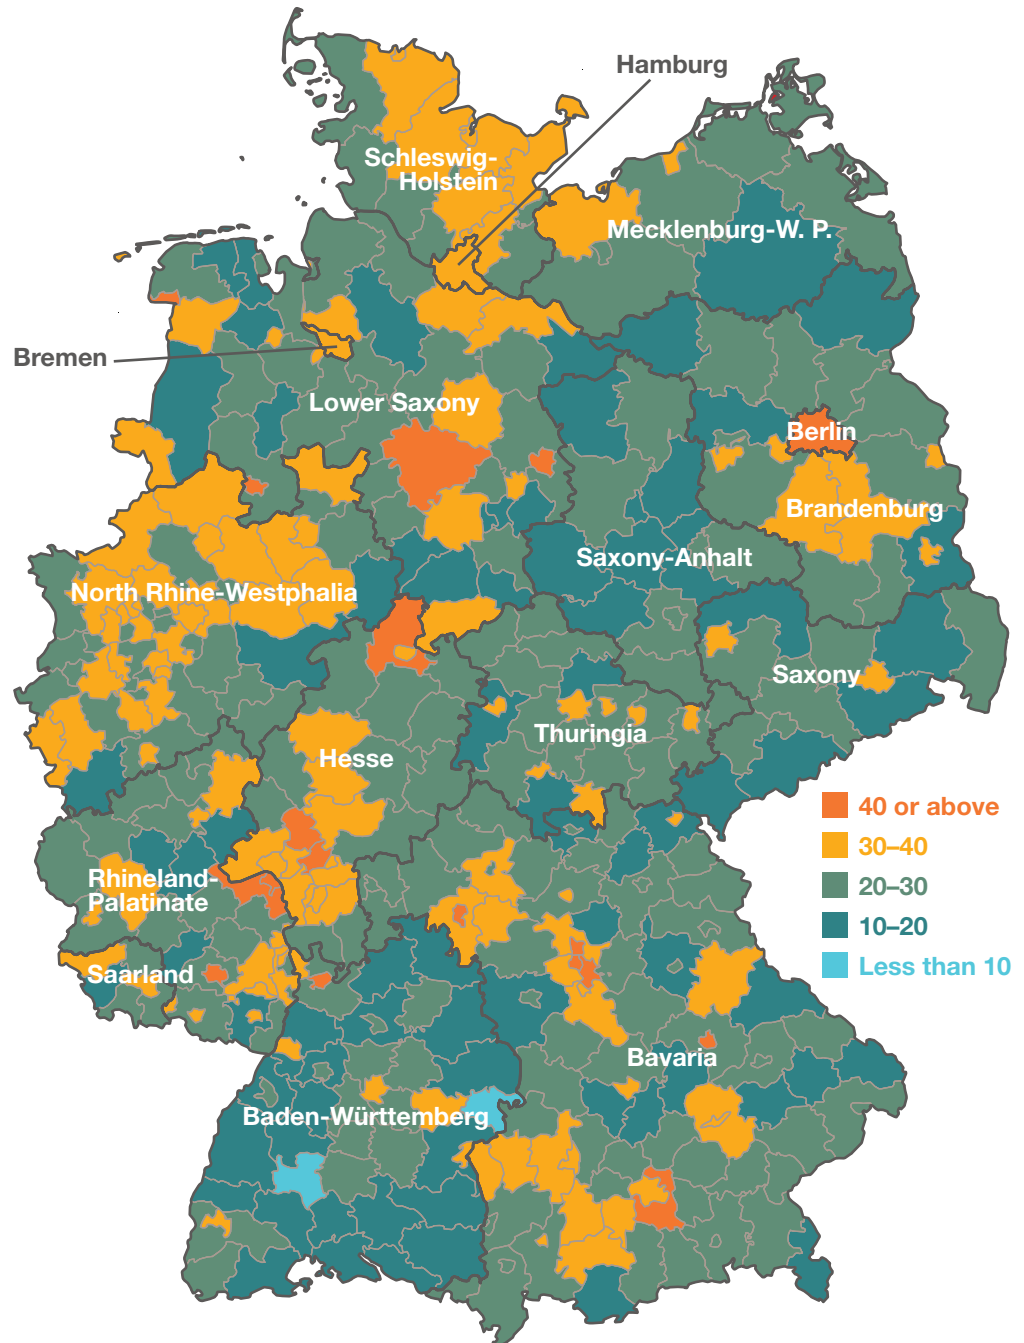 Hamburg
Schleswig-
Holstein
Mecklenburg-W. P.
Bremen
Lower Saxony
Berlin
Brandenburg
Saxony-Anhalt
North Rhine-Westphalia
Saxony
Thuringia
Hesse
40 or above
30–40
20–30
10–20
Less than 10
Rhineland-
Palatinate
Saarland
Bavaria
Baden-Württemberg